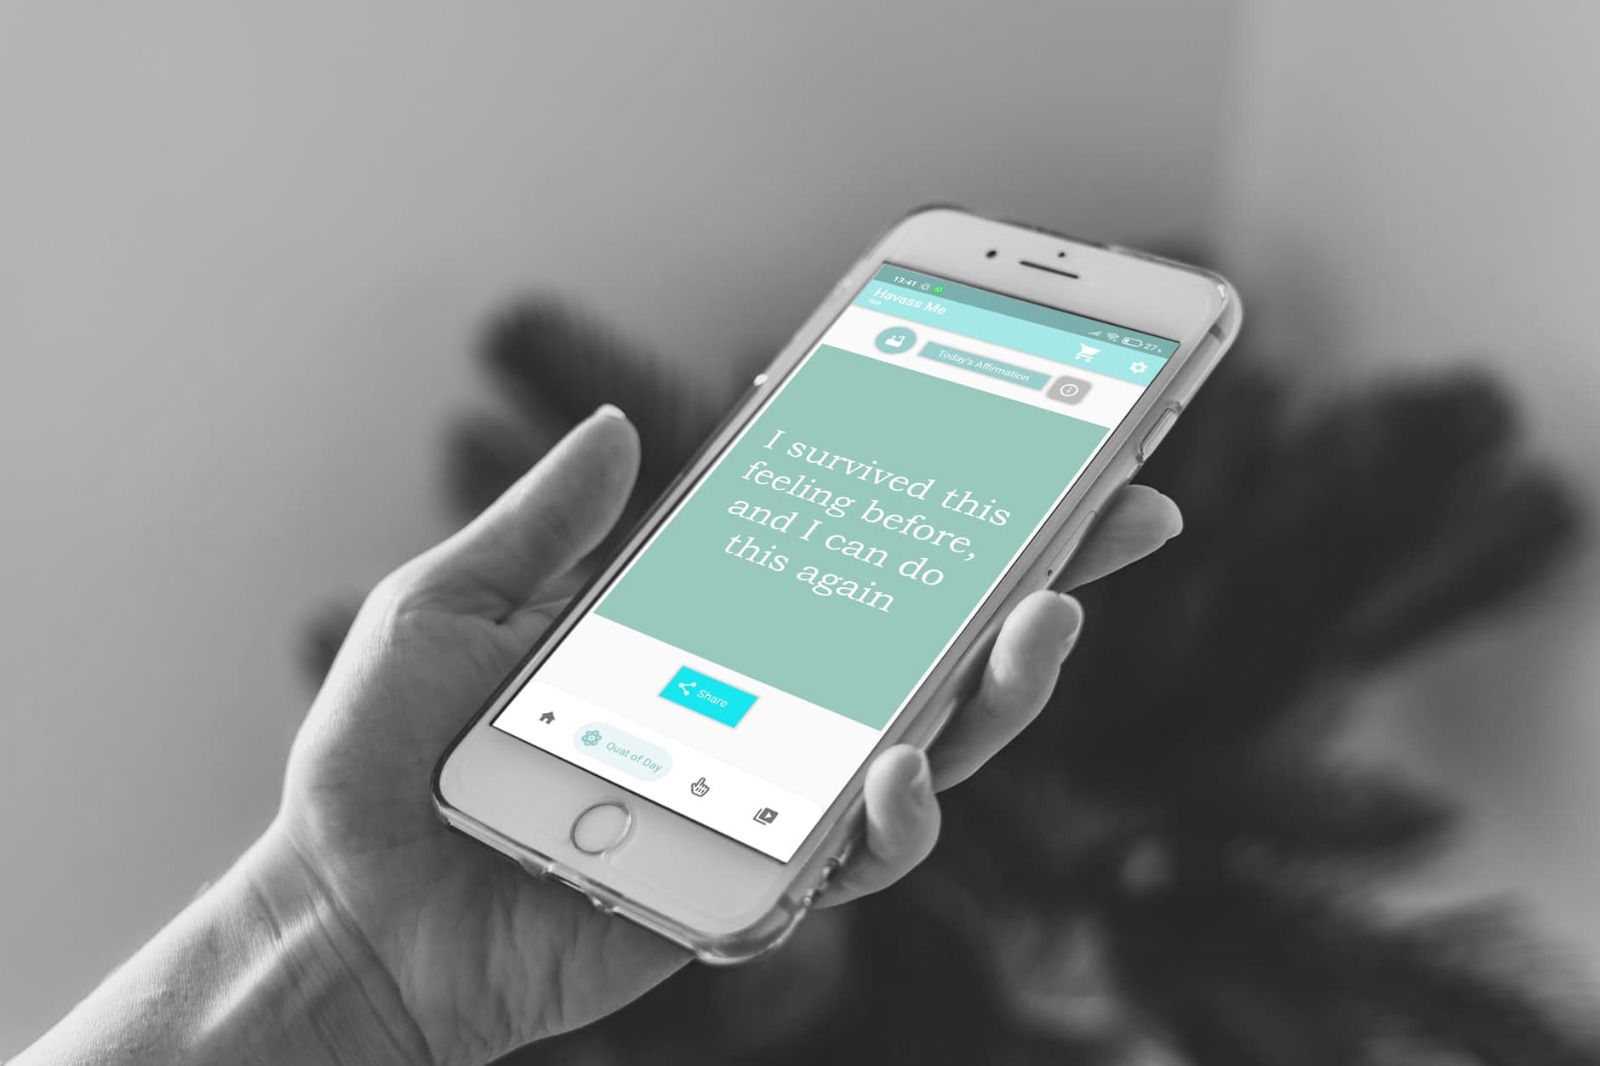 13:41
27%
Havass Me
Today's Affirmation
I survived this
feeling before,
and I can do
this again
Share
Quat of Day